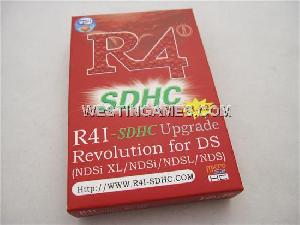 R4
SDHC
WESTINGAMES.COM
R4I-SDHC Upgrade
Revolution for DS
(NDSi XL/NDSi/NDSL/NDS)
Http://WWW.R4I-SDHC.COM